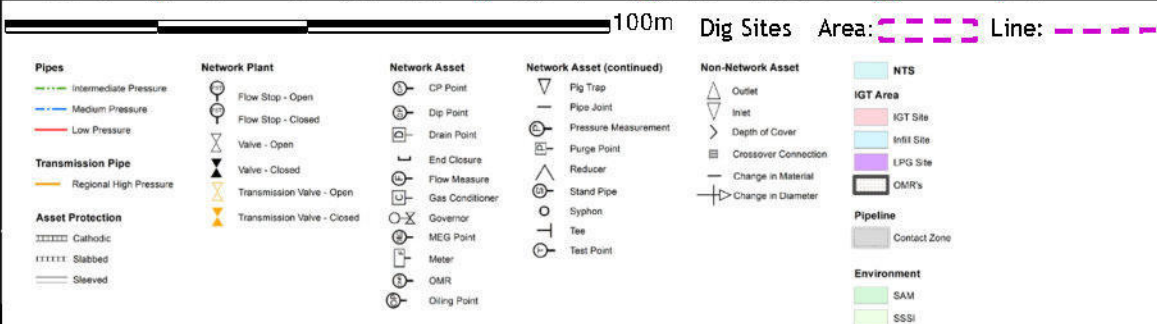 100m Dig Sites Area: Line:
Pipes
Intermediate Pressure
Medium Pressure
Low Pressure
Transmission Pipe
Regional High Pressure
Asset Protection
Cathodic
Slabbed
Sleeved
Network Plant
Flow Stop - Open
Flow Stop - Closed
Valve - Open
Valve - Closed
Transmission Valve - Open
Transmission Valve - Closed
Network Asset
CP Point
Dip Point
Drain Point
End Closure
Flow Measure
Gas Conditioner
Governor
MEG Point
Meter
OMR
Oiling Point
Network Asset (continued)
Pig Trap
Pipe Joint
Pressure Measurement
Purge Point
Reducer
Stand Pipe
Syphon
Tee
Test Point
Non-Network Asset
Outlet
Inlet
Depth of Cover
Crossover Connection
Change in Material
Change in Diameter
NTS
IGT Area
IGT Site
Infill Site
LPG Site
OMR's
Pipeline
Contact Zone
Environment
SAM
SSSI